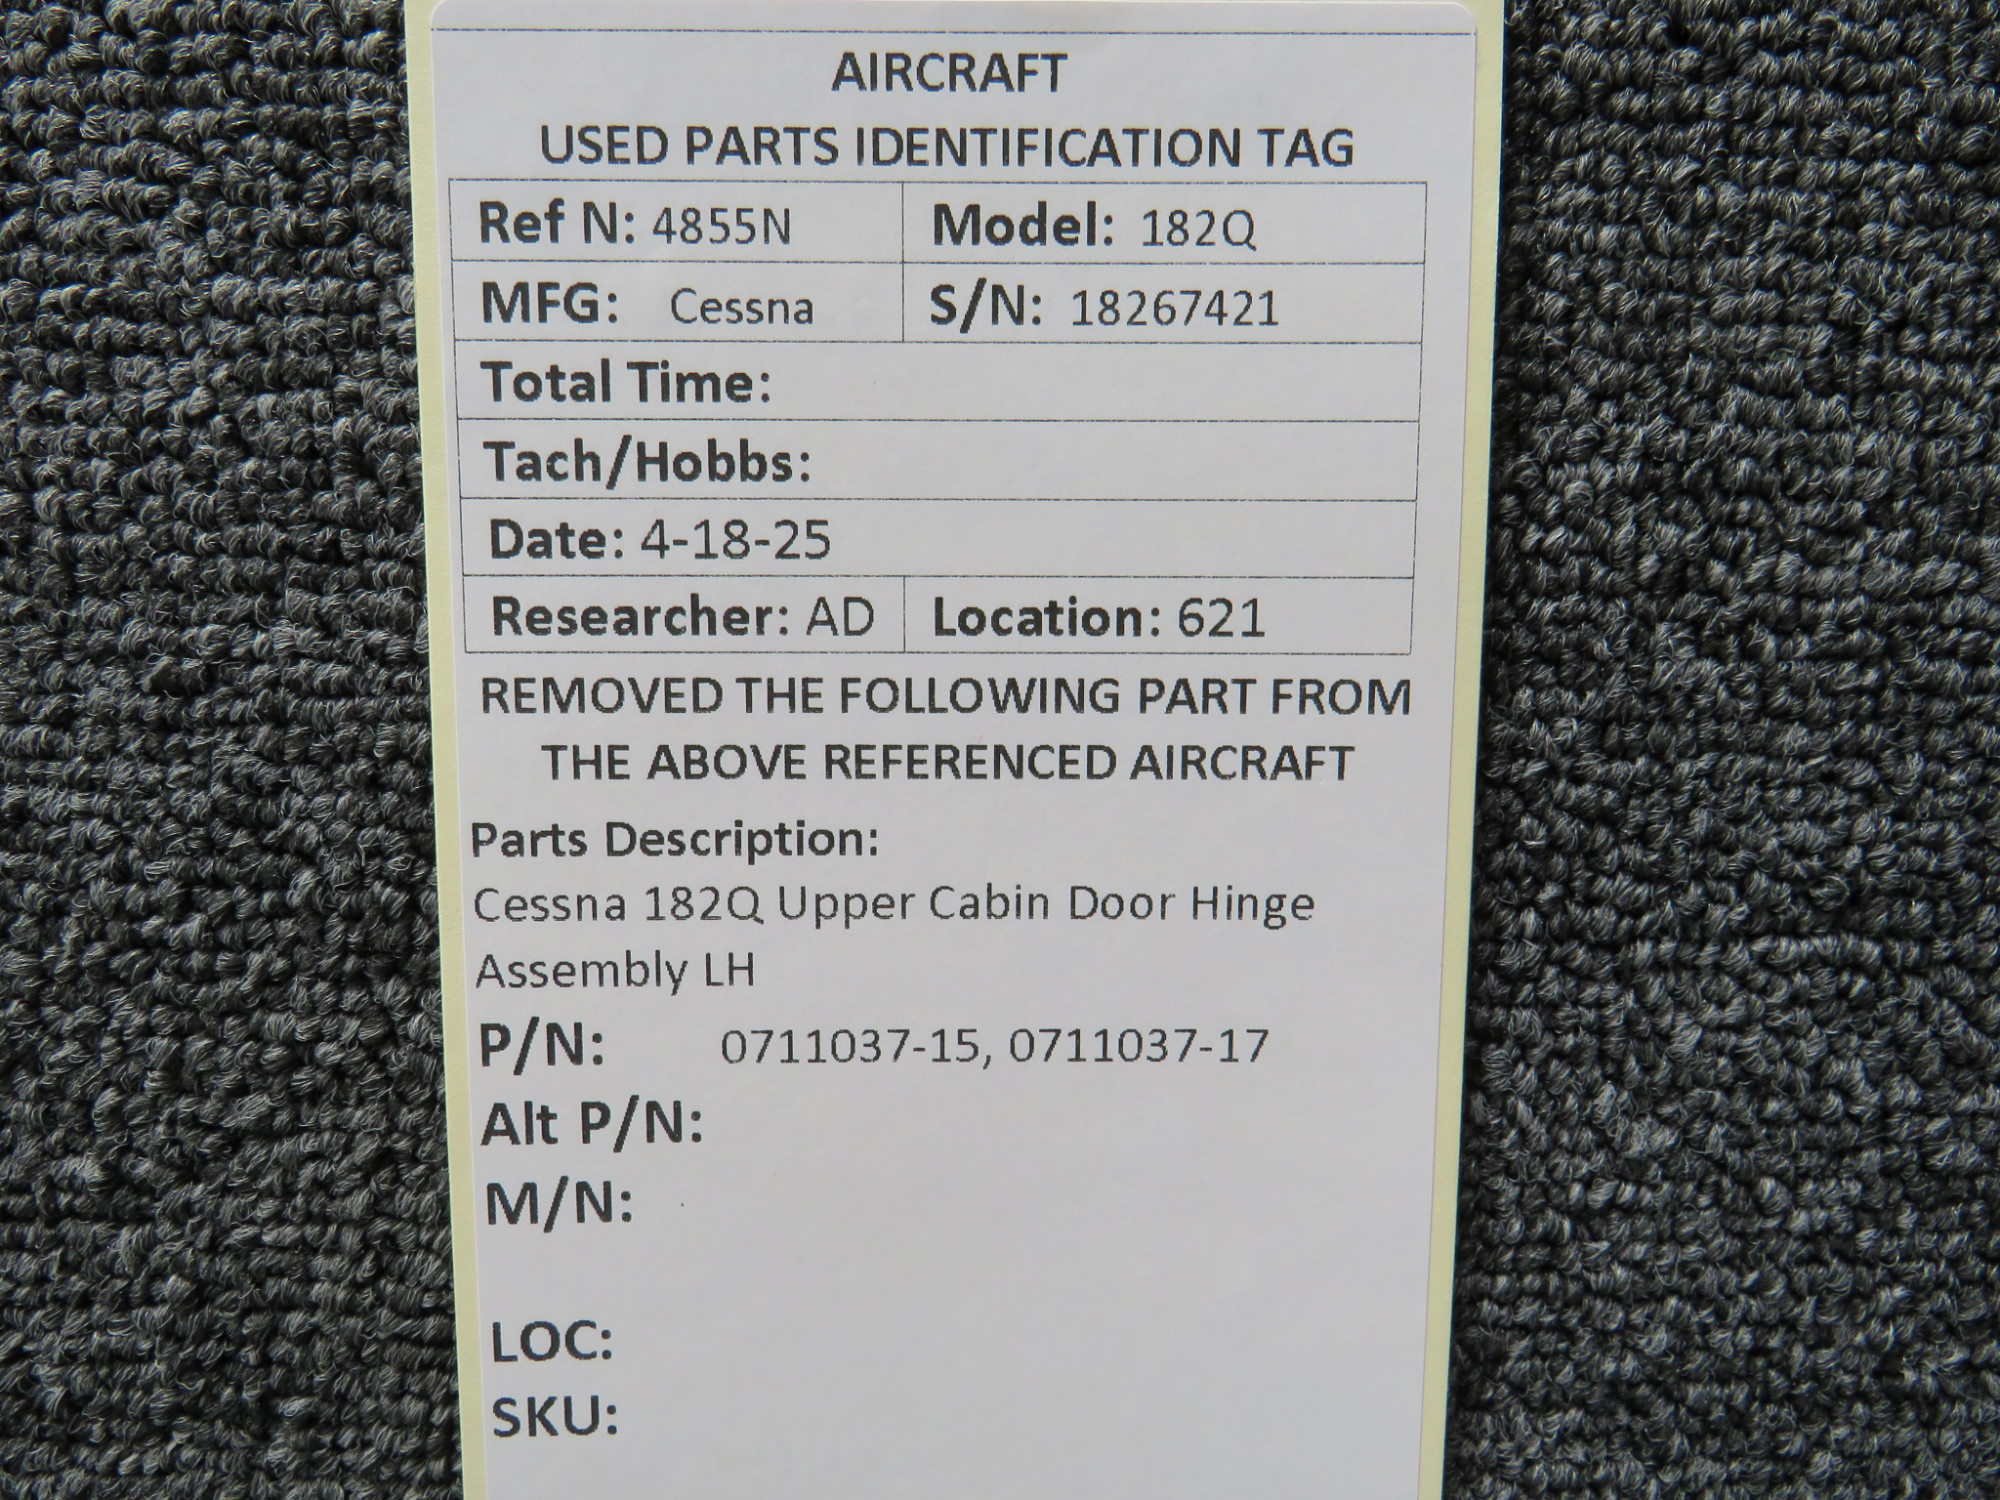 AIRCRAFT
USED PARTS IDENTIFICATION TAG
Ref N: 4855N Model: 182Q
MFG: Cessna S/N: 18267421
Total Time:
Tach/Hobbs:
Date: 4-18-25
Researcher: AD Location: 621
REMOVED THE FOLLOWING PART FROM
THE ABOVE REFERENCED AIRCRAFT
Parts Description:
Cessna 182Q Upper Cabin Door Hinge
Assembly LH
P/N: 0711037-15, 0711037-17
Alt P/N:
M/N:
LOC:
SKU: